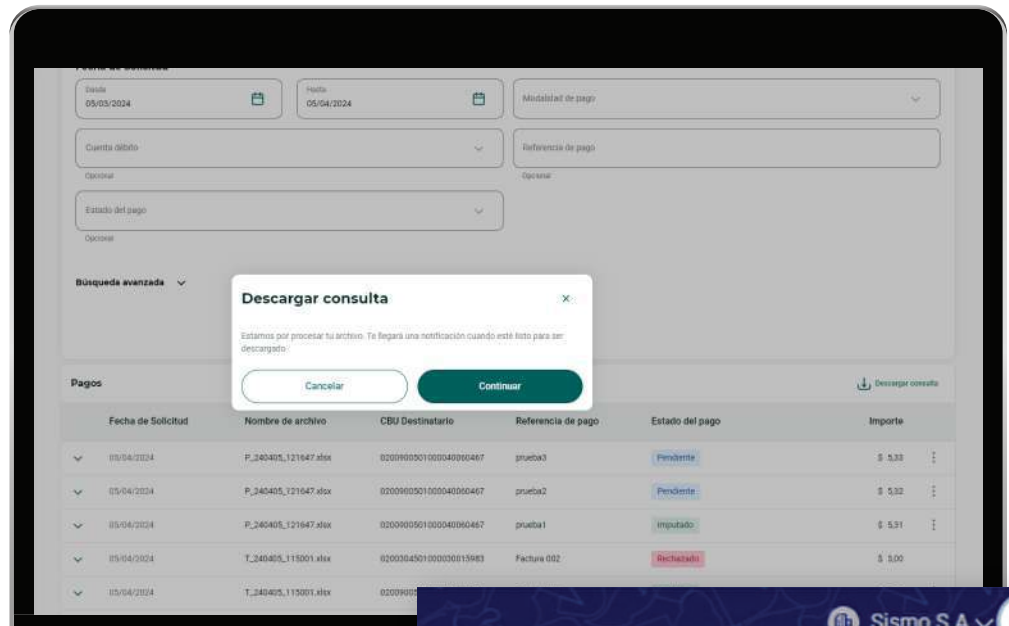 Fecha de Solicitud
Desde
05/03/2024
Hasta
05/04/2024
Modalidad de pago
Cuenta débito
Opcional
Referencia de pago
Opcional
Estado del pago
Opcional
Búsqueda avanzada
Descargar consulta
×
Estamos por procesar tu archivo. Te llegará una notificación cuando esté listo para ser
descargado.
Cancelar
Continuar
Pagos
Descargar consulta
Fecha de Solicitud Nombre de archivo CBU Destinatario Referencia de pago Estado del pago Importe
05/04/2024 P_240405_121647.xlsx 0200900501000040060467 prueba3 Pendiente $ 5,33
05/04/2024 P_240405_121647.xlsx 0200900501000040060467 prueba2 Pendiente $ 5,32
05/04/2024 P_240405_121647.xlsx 0200900501000040060467 prueba1 Imputado $ 5,31
05/04/2024 T_240405_115001.xlsx 0200304501000030015983 Factura 002 Rechazado $ 3,00
05/04/2024 T_240405_115001.xlsx
Sismo S A